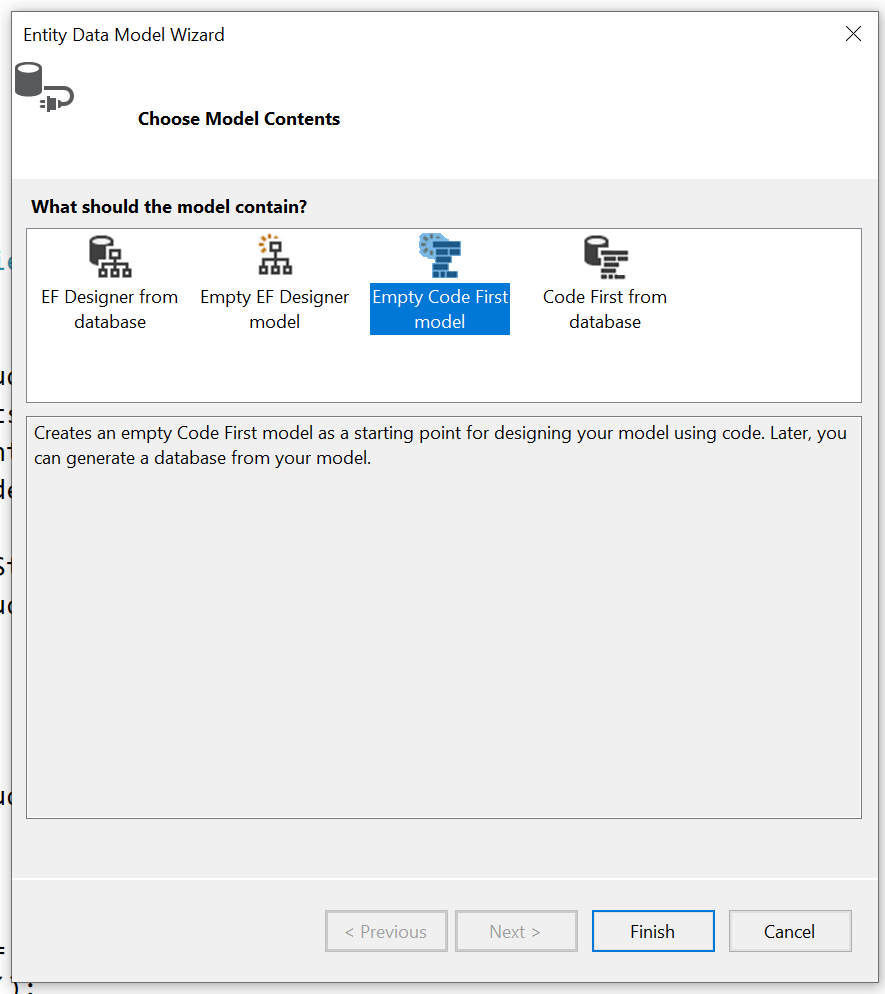 Entity Data Model Wizard
Choose Model Contents
What should the model contain?
EF Designer from
database
Empty EF Designer
model
Empty Code First
model
Code First from
database
Creates an empty Code First model as a starting point for designing your model using code. Later, you
can generate a database from your model.
< Previous
Next >
Finish
Cancel